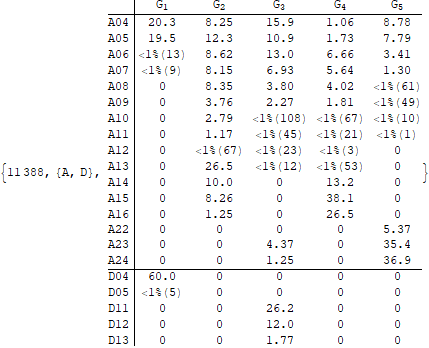 G1 G2 G3 G4 G5
A04 20.3 8.25 15.9 1.06 8.78
A05 19.5 12.3 10.9 1.73 7.79
A06 <1%(13) 8.62 13.0 6.66 3.41
A07 <1%(9) 8.15 6.93 5.64 1.30
A08 0 8.35 3.80 4.02 <1%(61)
A09 0 3.76 2.27 1.81 <1%(49)
A10 0 2.79 <1%(108) <1%(67) <1%(10)
A11 0 1.17 <1%(45) <1%(21) <1%(1)
A12 0 <1%(67) <1%(23) <1%(3) 0
{11388, {A, D}, A13 0 26.5 <1%(12) <1%(53) 0 }
A14 0 10.0 0 13.2 0
A15 0 8.26 0 38.1 0
A16 0 1.25 0 26.5 0
A22 0 0 0 0 5.37
A23 0 0 4.37 0 35.4
A24 0 0 1.25 0 36.9
D04 60.0 0 0 0 0
D05 <1%(5) 0 0 0 0
D11 0 0 26.2 0 0
D12 0 0 12.0 0 0
D13 0 0 1.77 0 0